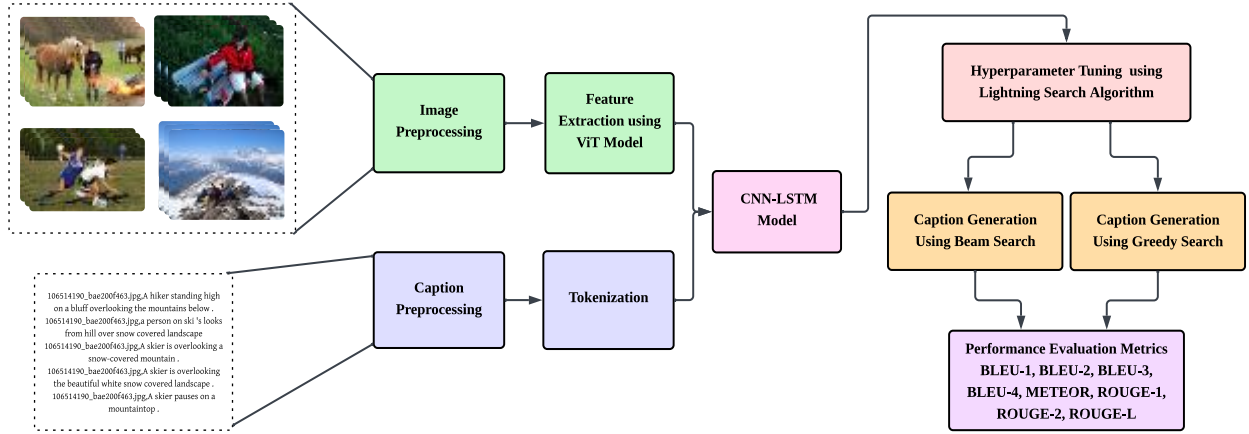 Image
Preprocessing
Feature
Extraction using
ViT Model
CNN-LSTM
Model
Hyperparameter Tuning using
Lightning Search Algorithm
Caption Generation
Using Beam Search
Caption Generation
Using Greedy Search
Caption
Preprocessing
Tokenization
106514190_bae200f463.jpg,A hiker standing high
on a bluff overlooking the mountains below .
106514190_bae200f463.jpg,a person on ski 's looks
from hill over snow covered landscape
106514190_bae200f463.jpg,A skier is overlooking a
snow-covered mountain .
106514190_bae200f463.jpg,A skier is overlooking
the beautiful white snow covered landscape .
106514190_bae200f463.jpg,A skier pauses on a
mountaintop .
Performance Evaluation Metrics
BLEU-1, BLEU-2, BLEU-3,
BLEU-4, METEOR, ROUGE-1,
ROUGE-2, ROUGE-L